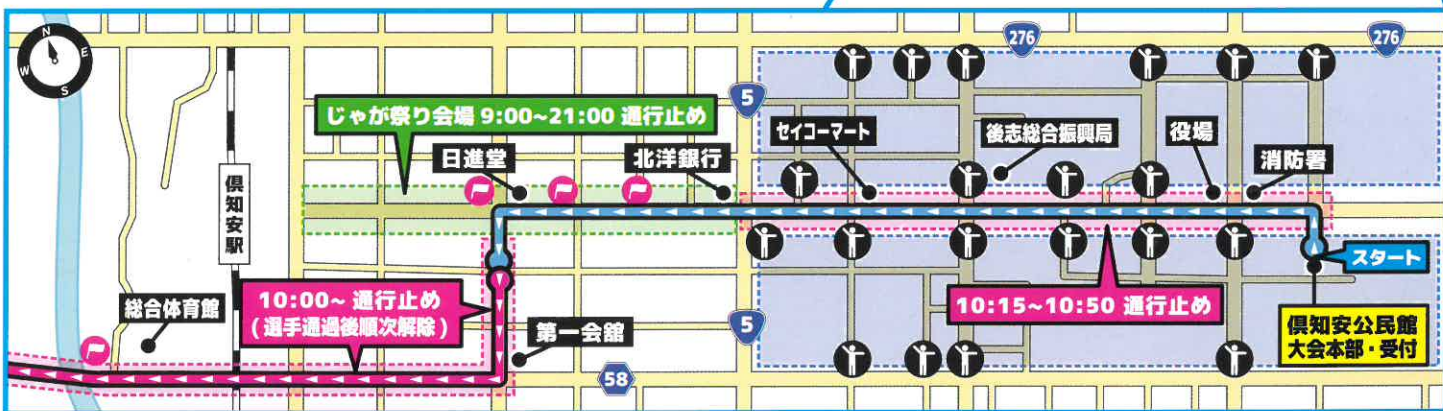 N
E
S
W
276
276
じゃが祭り会場 9:00~21:00 通行止め
5
セイコーマート
後志総合振興局
役場
消防署
日進堂
北洋銀行
倶知安駅
スタート
10:00~ 通行止め
(選手通過後順次解除)
10:15~10:50 通行止め
総合体育館
第一会舘
5
倶知安公民館
大会本部・受付
58